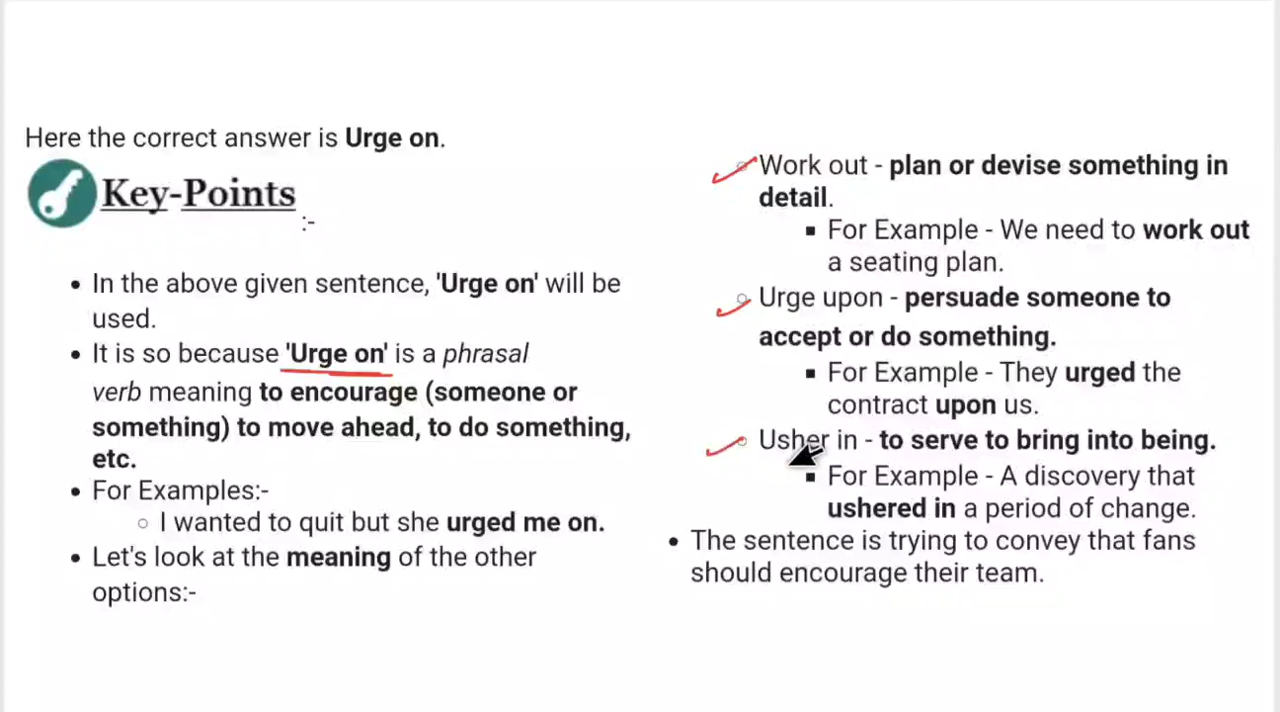 Here the correct answer is Urge on.
Key-Points
:-
• In the above given sentence, 'Urge on' will be
used.
• It is so because 'Urge on' is a phrasal
verb meaning to encourage (someone or
something) to move ahead, to do something,
etc.
• For Examples:-
○ I wanted to quit but she urged me on.
• Let's look at the meaning of the other
options:-
○ Work out - plan or devise something in
detail.
▪ For Example - We need to work out
a seating plan.
○ Urge upon - persuade someone to
accept or do something.
▪ For Example - They urged the
contract upon us.
○ Usher in - to serve to bring into being.
▪ For Example - A discovery that
ushered in a period of change.
• The sentence is trying to convey that fans
should encourage their team.